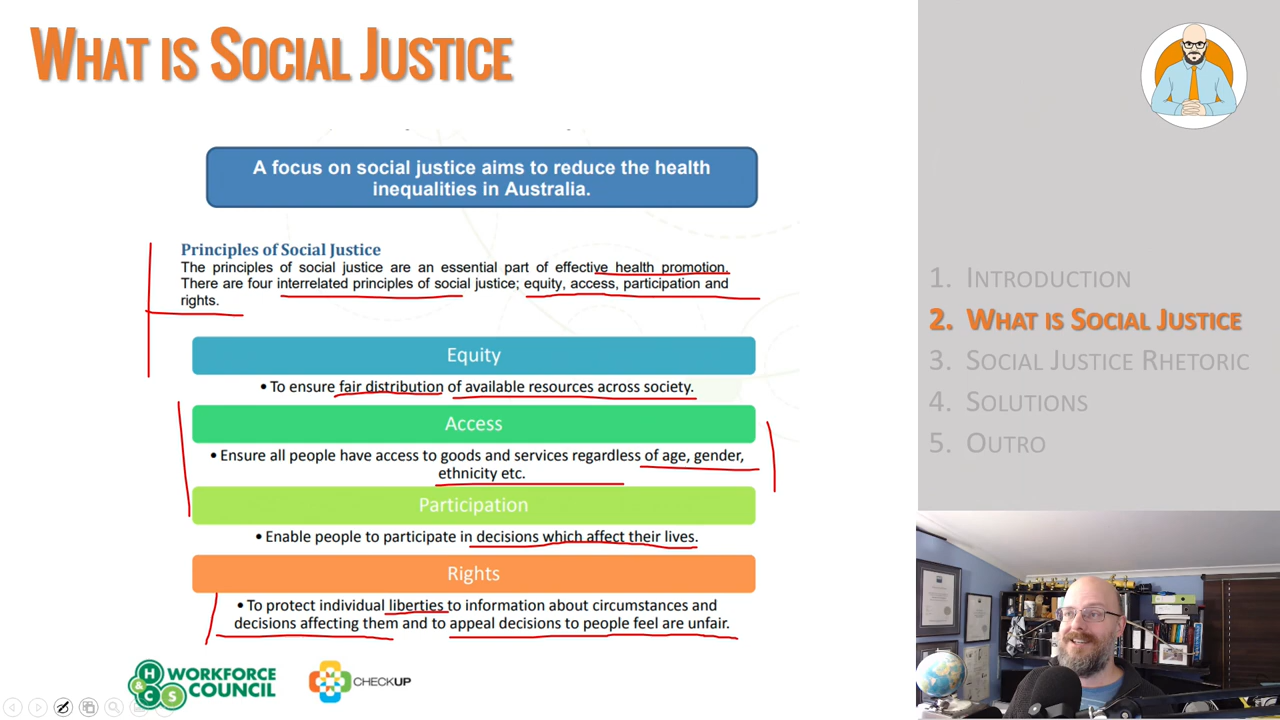 What is Social Justice
A focus on social justice aims to reduce the health
inequalities in Australia.
Principles of Social Justice
The principles of social justice are an essential part of effective health promotion.
There are four interrelated principles of social justice; equity, access, participation and
rights.
Equity
• To ensure fair distribution of available resources across society.
Access
• Ensure all people have access to goods and services regardless of age, gender,
ethnicity etc.
Participation
• Enable people to participate in decisions which affect their lives.
Rights
• To protect individual liberties to information about circumstances and
decisions affecting them and to appeal decisions to people feel are unfair.
H & C S WORKFORCE
COUNCIL
CHECKUP
1. Introduction
2. What is Social Justice
3. Social Justice Rhetoric
4. Solutions
5. Outro